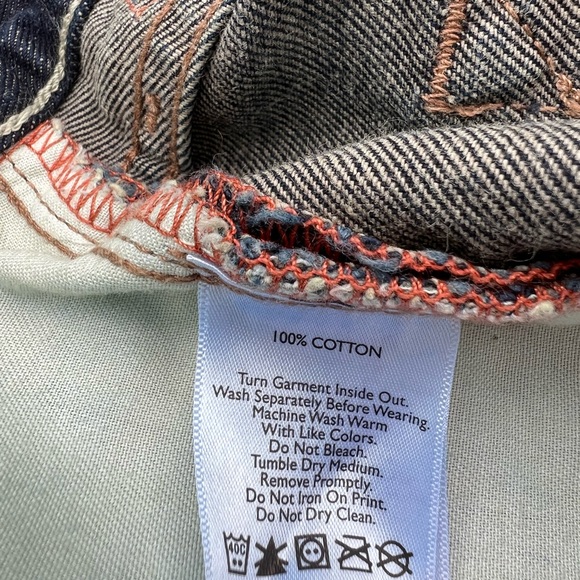 100% COTTON
Turn Garment Inside Out.
Wash Separately Before Wearing.
Machine Wash Warm
With Like Colors.
Do Not Bleach.
Tumble Dry Medium.
Remove Promptly.
Do Not Iron On Print.
Do Not Dry Clean.
40C